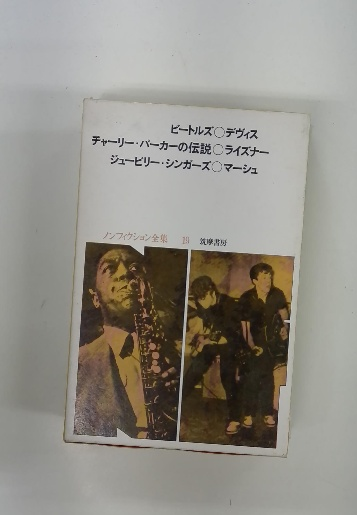 ビートルズ○デヴィス
チャーリー・パーカーの伝説○ライズナー
ジュービリー・シンガーズ○マーシュ
ノンフィクション全集 筑摩書房